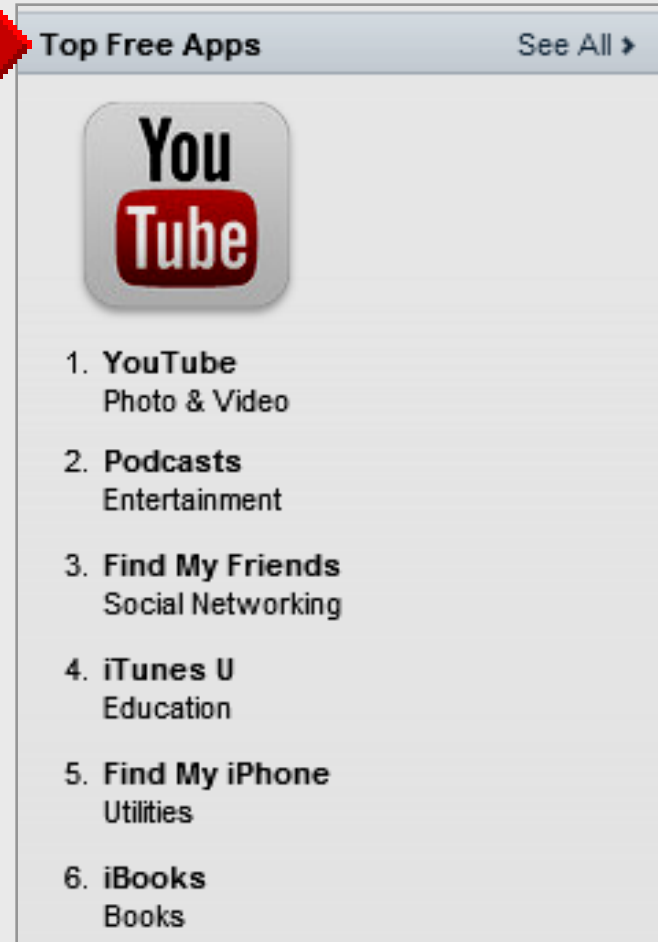 Top Free Apps See All >
You
Tube
1. YouTube
Photo & Video
2. Podcasts
Entertainment
3. Find My Friends
Social Networking
4. iTunes U
Education
5. Find My iPhone
Utilities
6. iBooks
Books